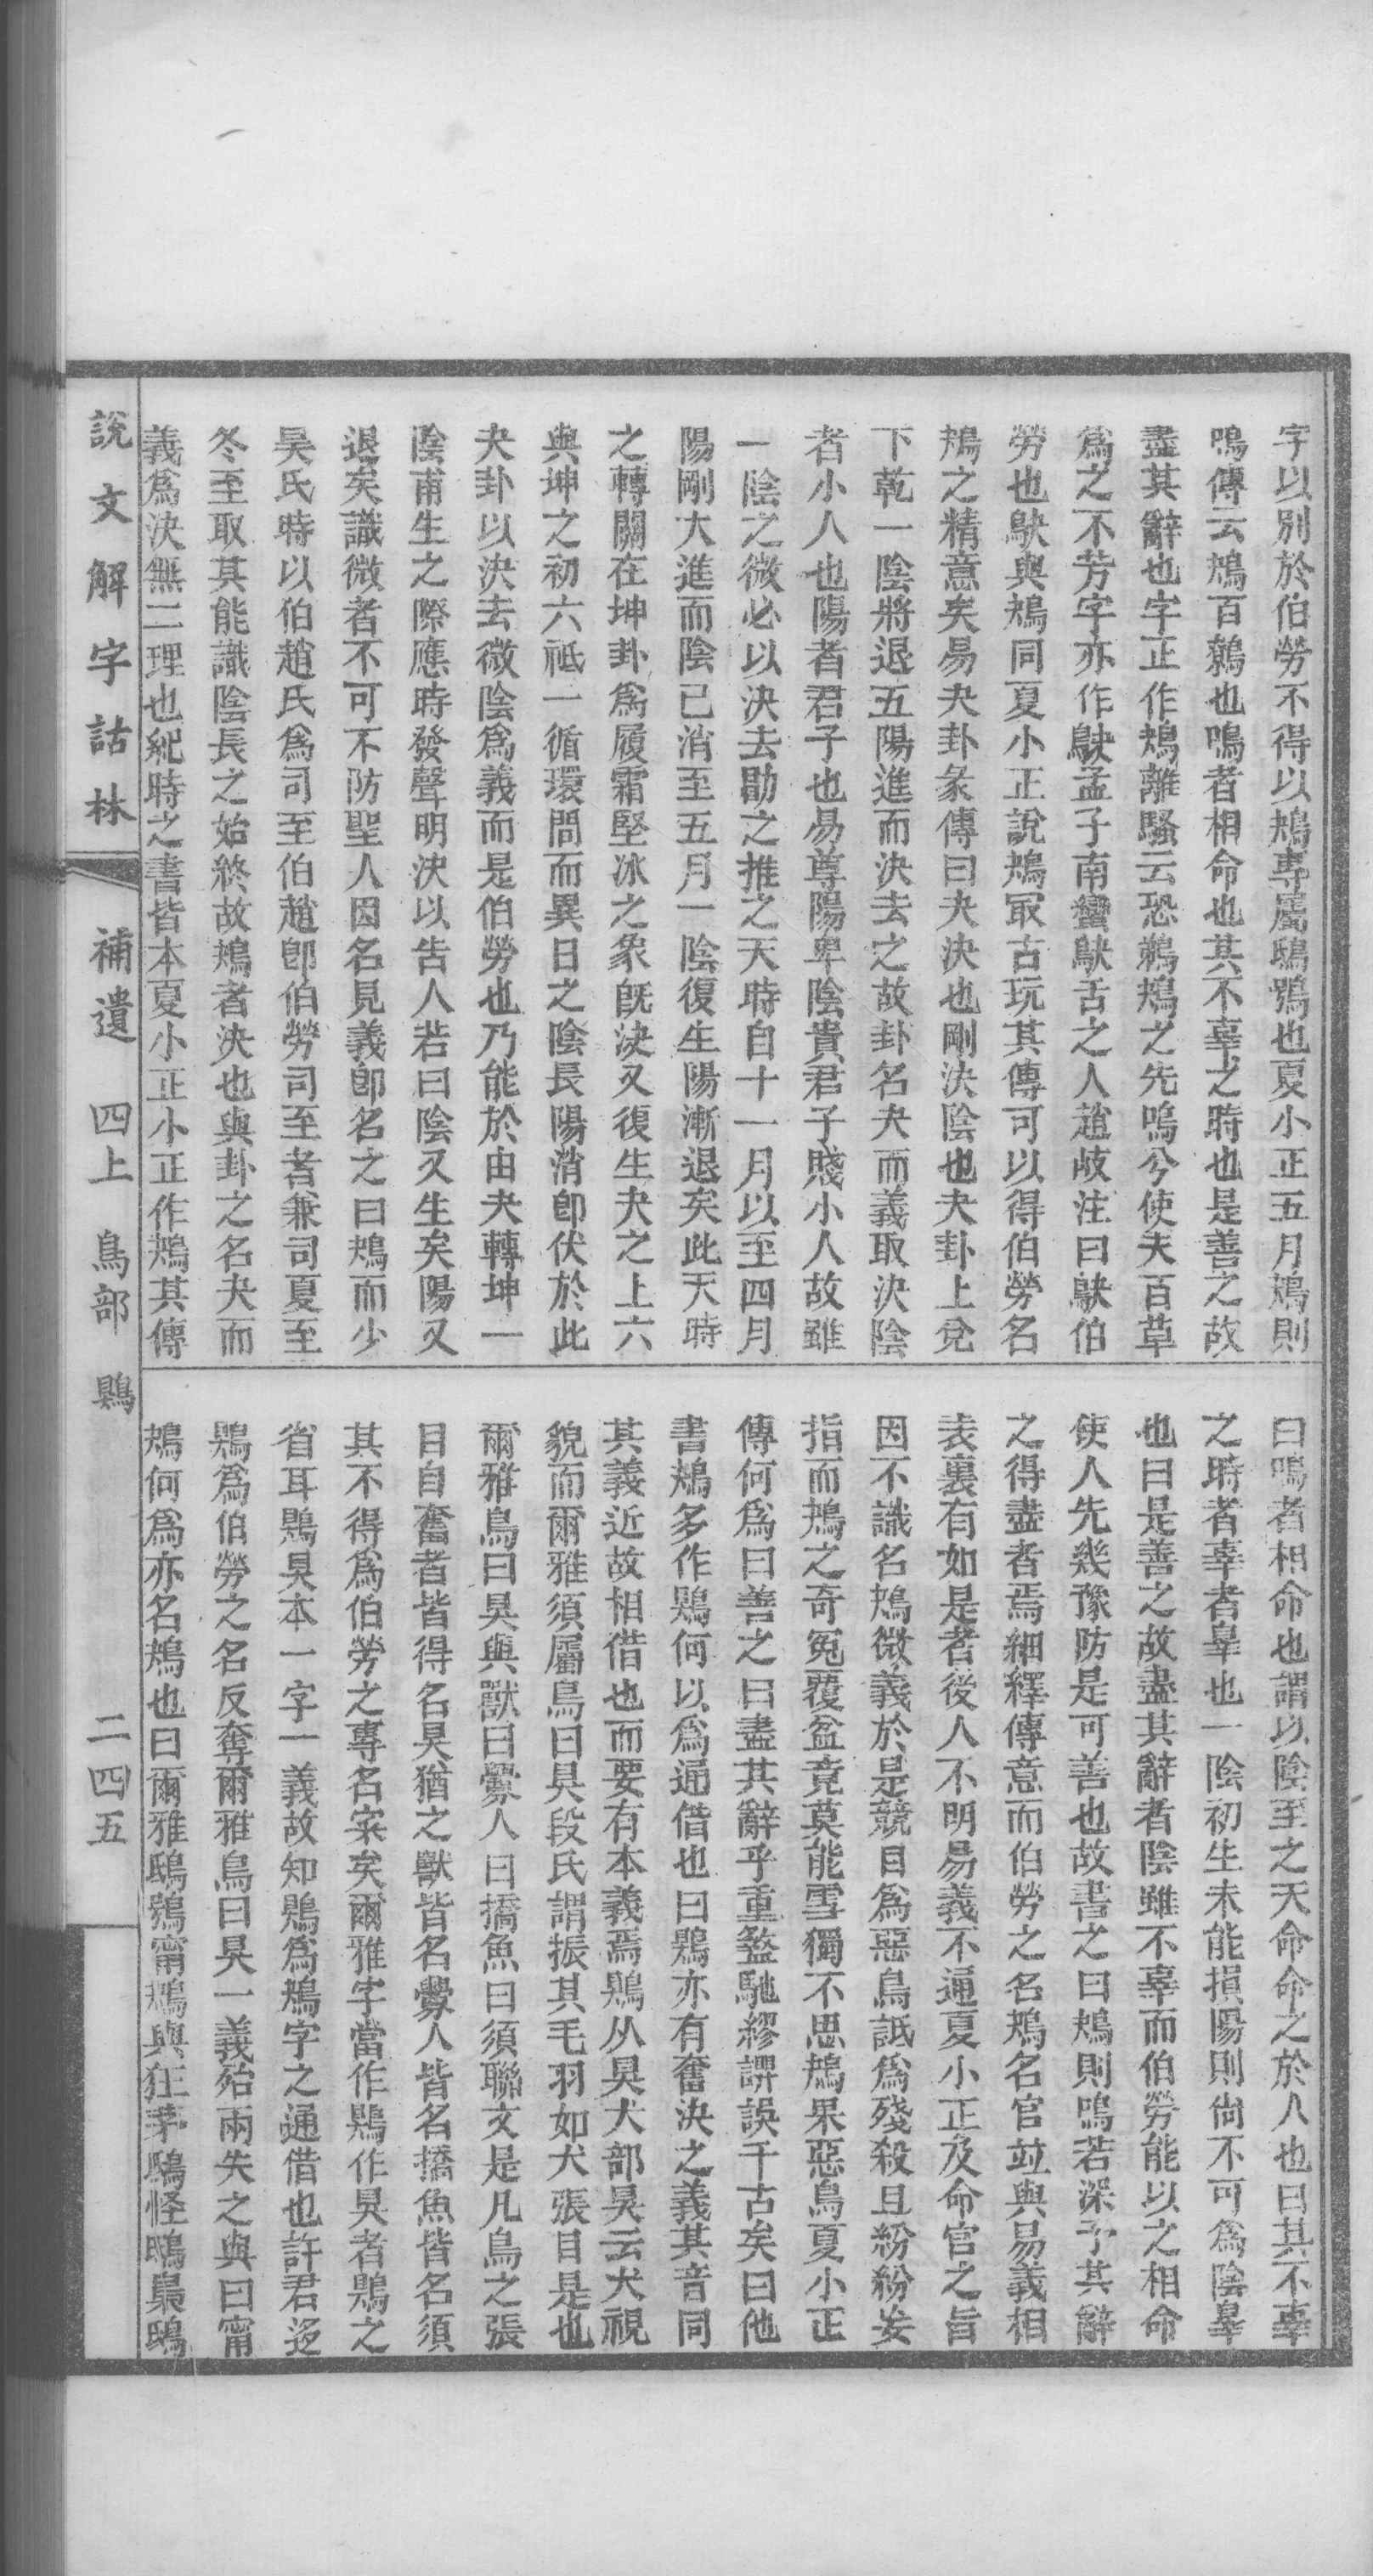 字以別於伯勞不得以鴂專屬鴟鴞也夏小正五月鴂則
鳴傳云鴂百鷯也鳴者相命也其不辜之時也是善之故
盡其辭也字正作鴂離騷云恐鵜鴂之先鳴兮使夫百草
爲之不芳字亦作鴃孟子南蠻鴃舌之人趙岐注曰鴃伯
勞也鴃與鴂同夏小正說鴂冣古玩其傳可以得伯勞名
鴂之精意矣易夬卦彖傳曰夬決也剛決陰也夬卦上兌
下乾一陰將退五陽進而決去之故卦名夬而義取決陰
者小人也陽者君子也易尊陽卑陰貴君子賤小人故雖
一陰之微必以決去勖之推之天時自十一月以至四月
陽剛大進而陰已消至五月一陰復生陽漸退矣此天時
之轉關在坤卦爲履霜堅冰之象旣決又復生夬之上六
與坤之初六祗一循環間而異日之陰長陽消卽伏於此
夬卦以決去微陰爲義而是伯勞也乃能於由夬轉坤一
陰甫生之際應時發聲明決以告人若曰陰又生矣陽又
退矣識微者不可不防聖人因名見義卽名之曰鴂而少
昊氏時以伯趙氏爲司至伯趙卽伯勞司至者兼司夏至
冬至取其能識陰長之始終故鴂者決也與卦之名夬而
義爲決無二理也紀時之書皆本夏小正小正作鴂其傳
曰鳴者相命也謂以陰至之天命命之於人也曰其不辜
之時者辜者辠也一陰初生未能損陽則尙不可爲陰辠
也曰是善之故盡其辭者陰雖不辜而伯勞能以之相命
使人先幾豫防是可善也故書之曰鴂則鳴若深予其辭
之得盡者焉細繹傳意而伯勞之名鴂名官竝與易義相
表裏有如是者後人不明易義不通夏小正及命官之旨
因不識名鴂微義於是競目爲惡鳥詆爲殘殺且紛紛妄
指而鴂之奇冤覆盆竟莫能雪獨不思鴂果惡鳥夏小正
傳何爲曰善之曰盡其辭乎重盭馳繆謬誤千古矣曰他
書鴂多作鶪何以爲通借也曰鶪亦有奮決之義其音同
其義近故相借也而要有本義焉鶪从狊犬部狊云犬視
貌而爾雅須屬鳥曰狊段氏謂振其毛羽如犬張目是也
爾雅鳥曰狊與獸曰釁人曰撟魚曰須聯文是凡鳥之張
目自奮者皆得名狊猶之獸皆名釁人皆名撟魚皆名須
其不得爲伯勞之專名寀矣爾雅字當作鶪作狊者鶪之
省耳鶪狊本一字一義故知鶪爲鴂字之通借也許君迻
鶪爲伯勞之名反奪爾雅鳥曰狊一義殆兩失之與曰甯
鴂何爲亦名鴂也曰爾雅鴟鴞甯鴂與狂茅鴟怪鴟梟鴟
說文解字詁林　補遺　四上　鳥部　鶪　二四五